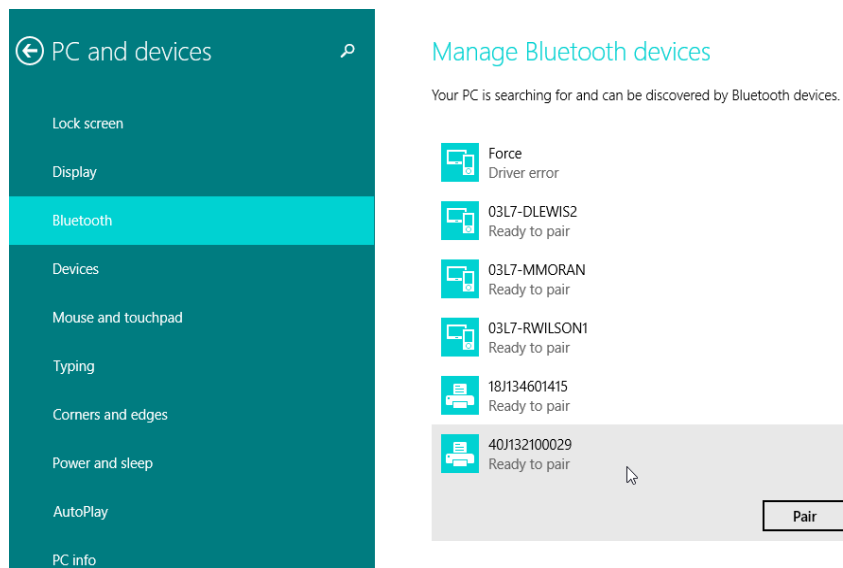 PC and devices
Lock screen
Display
Bluetooth
Devices
Mouse and touchpad
Typing
Corners and edges
Power and sleep
AutoPlay
PC info
Manage Bluetooth devices
Your PC is searching for and can be discovered by Bluetooth devices.
Force
Driver error
03L7-DLEWIS2
Ready to pair
03L7-MMORAN
Ready to pair
03L7-RWILSON1
Ready to pair
18J134601415
Ready to pair
40J132100029
Ready to pair
Pair